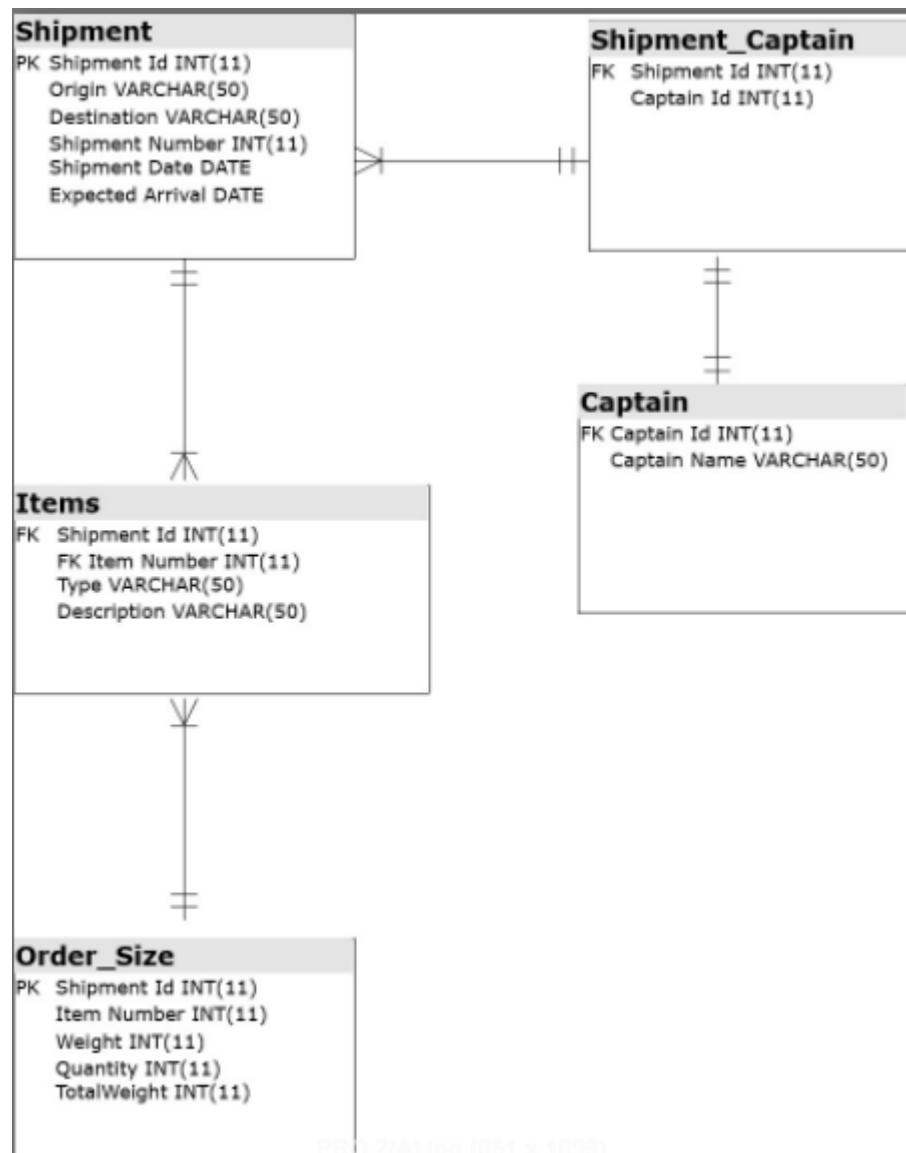 Shipment
PK Shipment Id INT(11)
Origin VARCHAR(50)
Destination VARCHAR(50)
Shipment Number INT(11)
Shipment Date DATE
Expected Arrival DATE
Shipment_Captain
FK Shipment Id INT(11)
Captain Id INT(11)
Captain
FK Captain Id INT(11)
Captain Name VARCHAR(50)
Items
FK Shipment Id INT(11)
FK Item Number INT(11)
Type VARCHAR(50)
Description VARCHAR(50)
Order_Size
PK Shipment Id INT(11)
Item Number INT(11)
Weight INT(11)
Quantity INT(11)
TotalWeight INT(11)